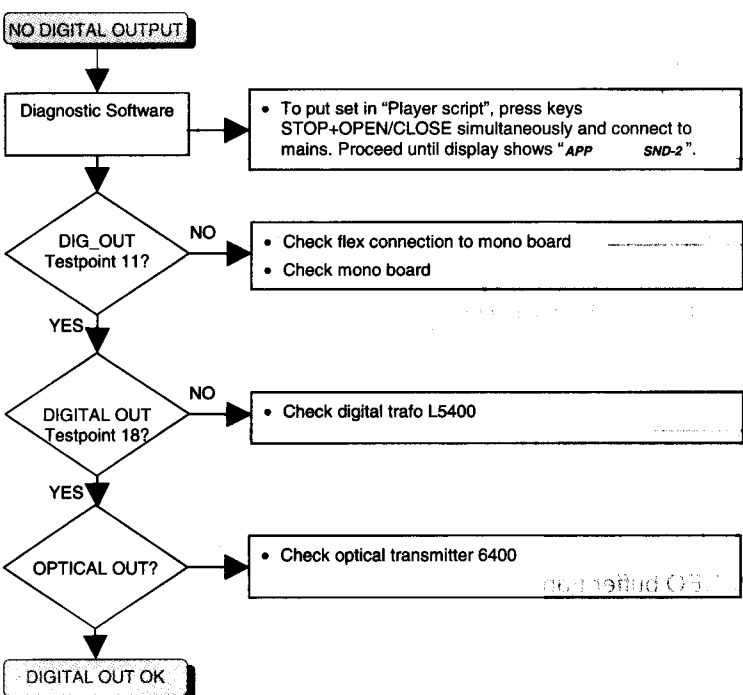 NO DIGITAL OUTPUT
Diagnostic Software
• To put set in “Player script”, press keys
STOP+OPEN/CLOSE simultaneously and connect to
mains. Proceed until display shows “APP SND-2”.
DIG_OUT
Testpoint 11?
NO
• Check flex connection to mono board
• Check mono board
YES
DIGITAL OUT
Testpoint 18?
NO
• Check digital trafo L5400
YES
OPTICAL OUT?
• Check optical transmitter 6400
DIGITAL OUT OK